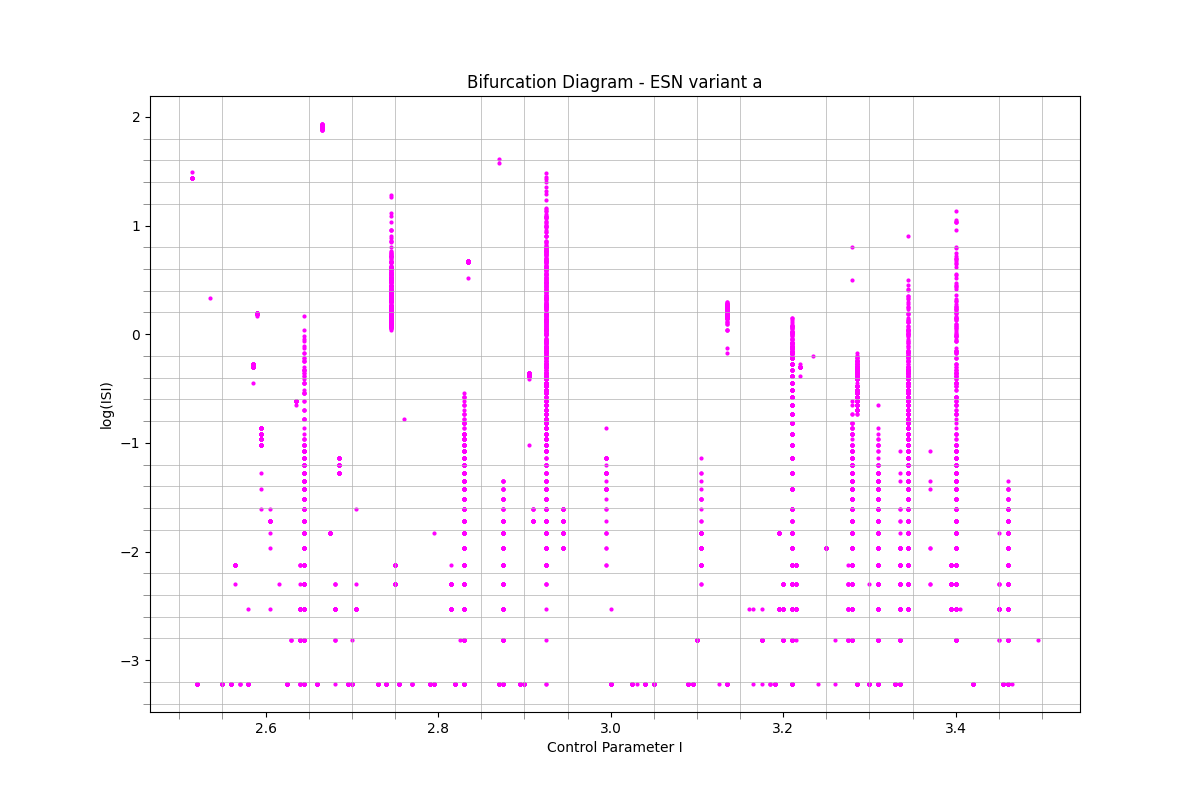 Bifurcation Diagram - ESN variant a
log(ISI)
2
1
0
−1
−2
−3
2.6 2.8 3.0 3.2 3.4
Control Parameter I